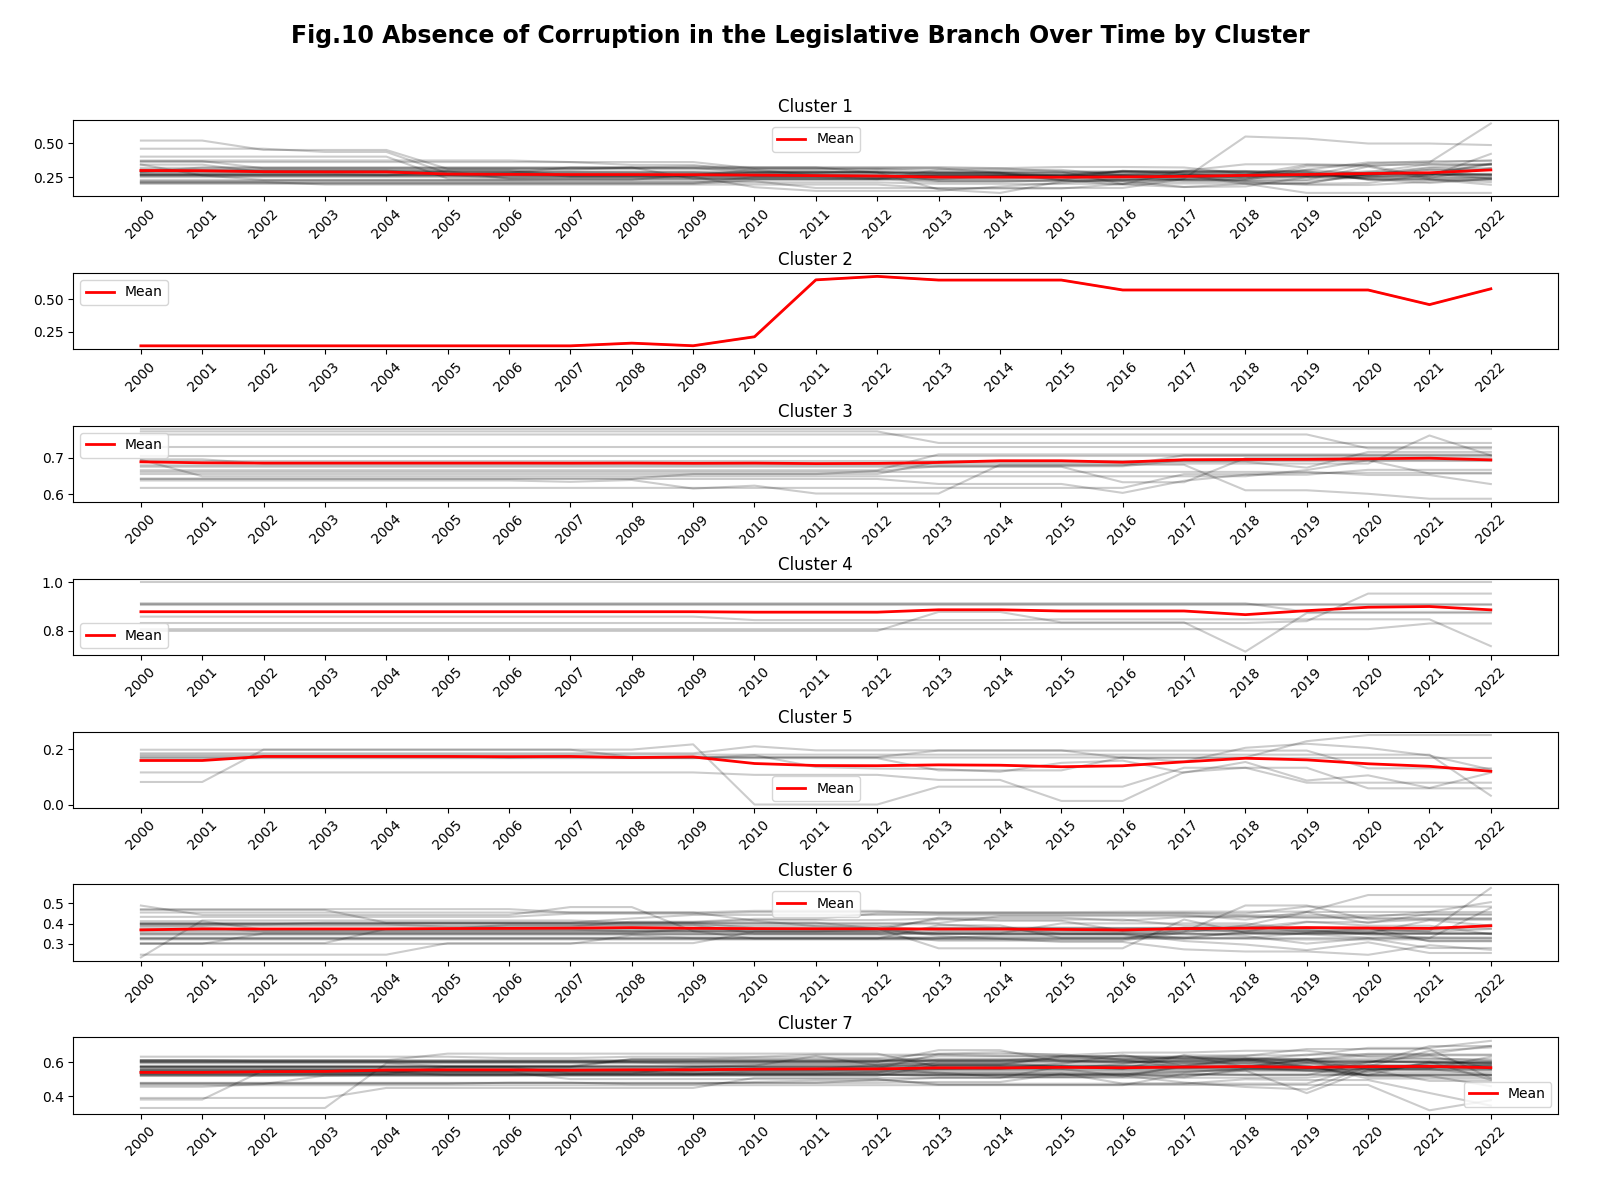 Fig.10 Absence of Corruption in the Legislative Branch Over Time by Cluster
Cluster 1
Mean
0.50
0.25
2000 2001 2002 2003 2004 2005 2006 2007 2008 2009 2010 2011 2012 2013 2014 2015 2016 2017 2018 2019 2020 2021 2022
Cluster 2
Mean
0.50
0.25
2000 2001 2002 2003 2004 2005 2006 2007 2008 2009 2010 2011 2012 2013 2014 2015 2016 2017 2018 2019 2020 2021 2022
Cluster 3
Mean
0.7
0.6
2000 2001 2002 2003 2004 2005 2006 2007 2008 2009 2010 2011 2012 2013 2014 2015 2016 2017 2018 2019 2020 2021 2022
Cluster 4
1.0
0.8
Mean
2000 2001 2002 2003 2004 2005 2006 2007 2008 2009 2010 2011 2012 2013 2014 2015 2016 2017 2018 2019 2020 2021 2022
Cluster 5
0.2
Mean
0.0
2000 2001 2002 2003 2004 2005 2006 2007 2008 2009 2010 2011 2012 2013 2014 2015 2016 2017 2018 2019 2020 2021 2022
Cluster 6
0.5
Mean
0.4
0.3
2000 2001 2002 2003 2004 2005 2006 2007 2008 2009 2010 2011 2012 2013 2014 2015 2016 2017 2018 2019 2020 2021 2022
Cluster 7
0.6
0.4
Mean
2000 2001 2002 2003 2004 2005 2006 2007 2008 2009 2010 2011 2012 2013 2014 2015 2016 2017 2018 2019 2020 2021 2022